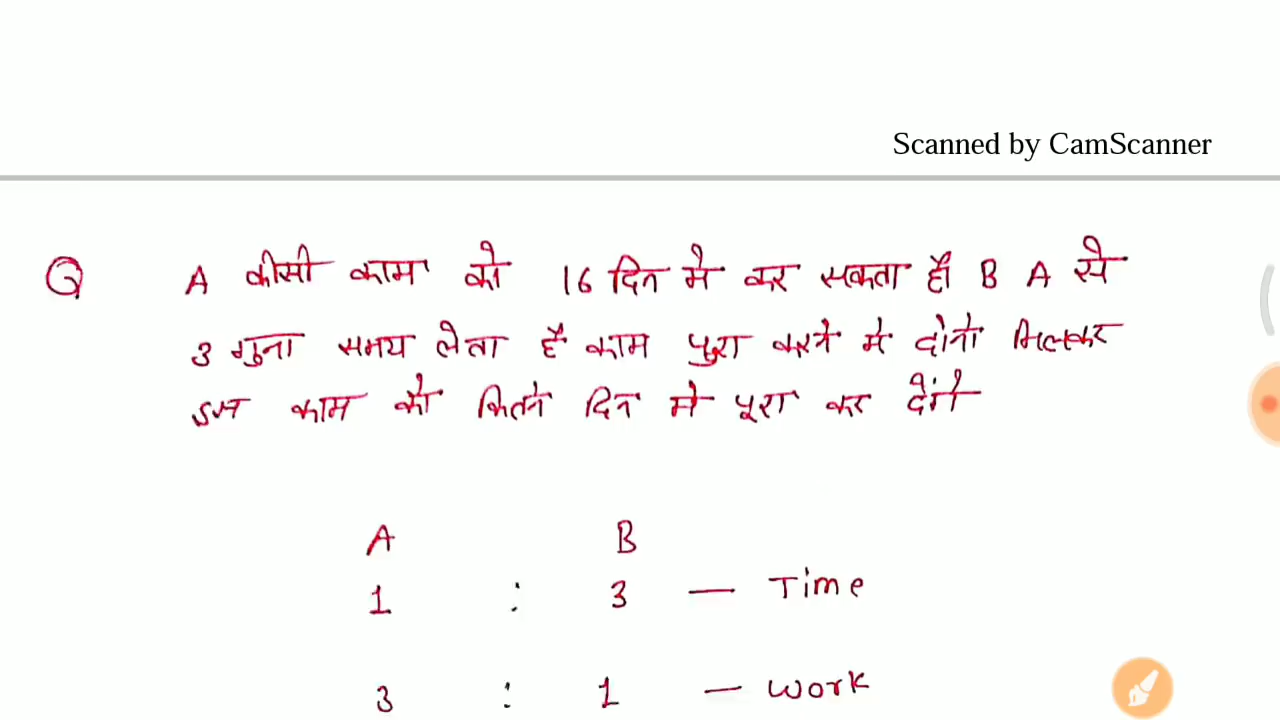 Scanned by CamScanner
Q A कीसी काम को 16 दिन मे कर सकता हौ B A से
3 गुना समय लेता है काम पुरा करने मे दोनो मिलकर
उस काम को कितने दिन मे पूरा कर देगें
A B
1 : 3 — Time
3 : 1 — Work